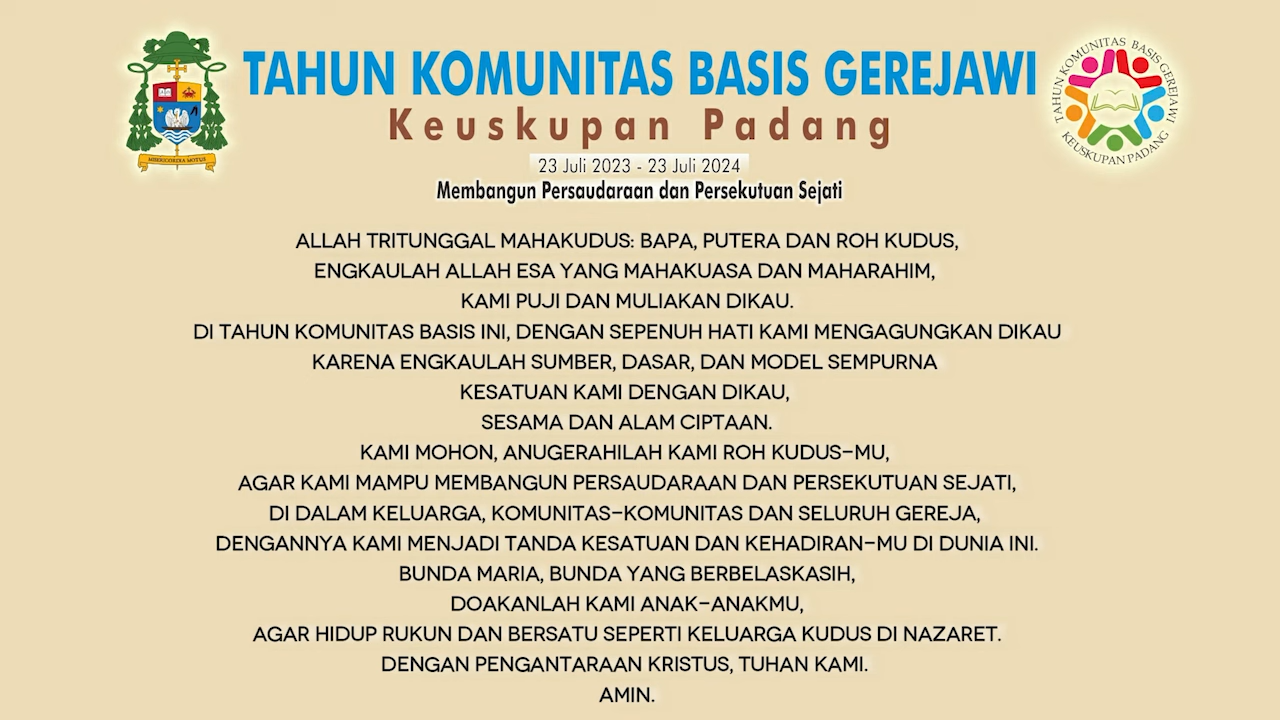 TAHUN KOMUNITAS BASIS GEREJAWI
Keuskupan Padang
23 Juli 2023 - 23 Juli 2024
Membangun Persaudaraan dan Persekutuan Sejati
MISERICORDIA MOTUS
TAHUN KOMUNITAS BASIS GEREJAWI
KEUSKUPAN PADANG
ALLAH TRITUNGGAL MAHAKUDUS: BAPA, PUTERA DAN ROH KUDUS,
ENGKAULAH ALLAH ESA YANG MAHAKUASA DAN MAHARAHIM,
KAMI PUJI DAN MULIAKAN DIKAU.
DI TAHUN KOMUNITAS BASIS INI, DENGAN SEPENUH HATI KAMI MENGAGUNGKAN DIKAU
KARENA ENGKAULAH SUMBER, DASAR, DAN MODEL SEMPURNA
KESATUAN KAMI DENGAN DIKAU,
SESAMA DAN ALAM CIPTAAN.
KAMI MOHON, ANUGERAHILAH KAMI ROH KUDUS-MU,
AGAR KAMI MAMPU MEMBANGUN PERSAUDARAAN DAN PERSEKUTUAN SEJATI,
DI DALAM KELUARGA, KOMUNITAS-KOMUNITAS DAN SELURUH GEREJA,
DENGANNYA KAMI MENJADI TANDA KESATUAN DAN KEHADIRAN-MU DI DUNIA INI.
BUNDA MARIA, BUNDA YANG BERBELASKASIH,
DOAKANLAH KAMI ANAK-ANAKMU,
AGAR HIDUP RUKUN DAN BERSATU SEPERTI KELUARGA KUDUS DI NAZARET.
DENGAN PENGANTARAAN KRISTUS, TUHAN KAMI.
AMIN.